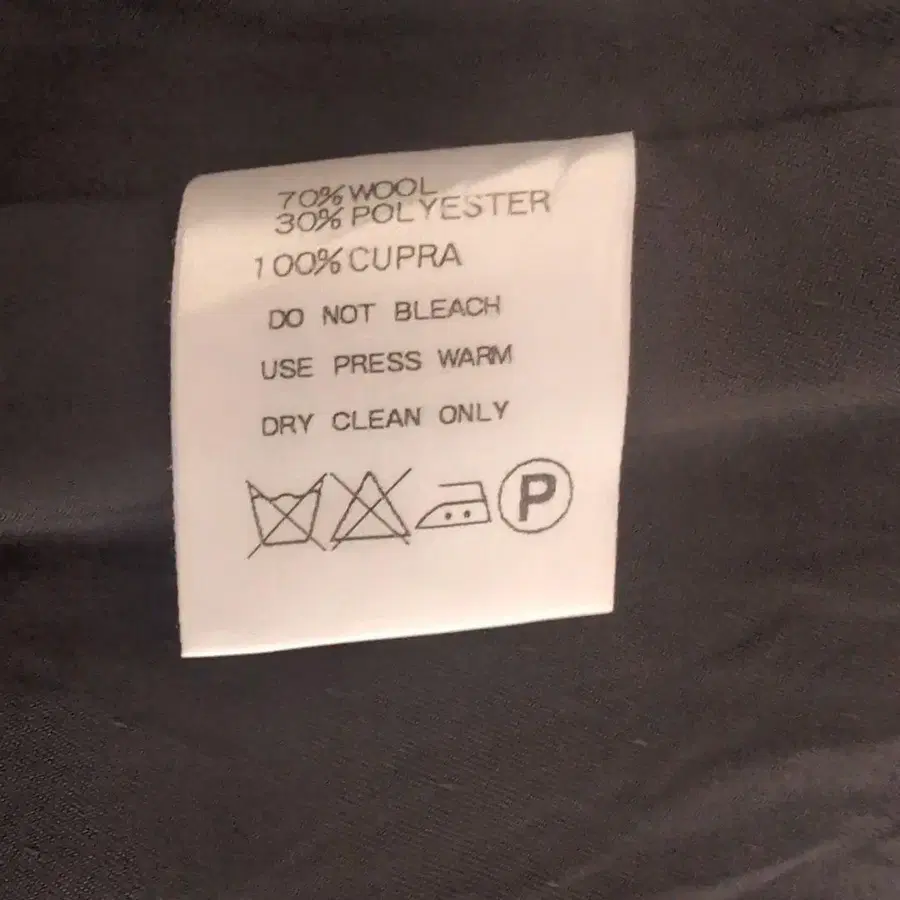 70% WOOL
30% POLYESTER
100% CUPRA
DO NOT BLEACH
USE PRESS WARM
DRY CLEAN ONLY
P